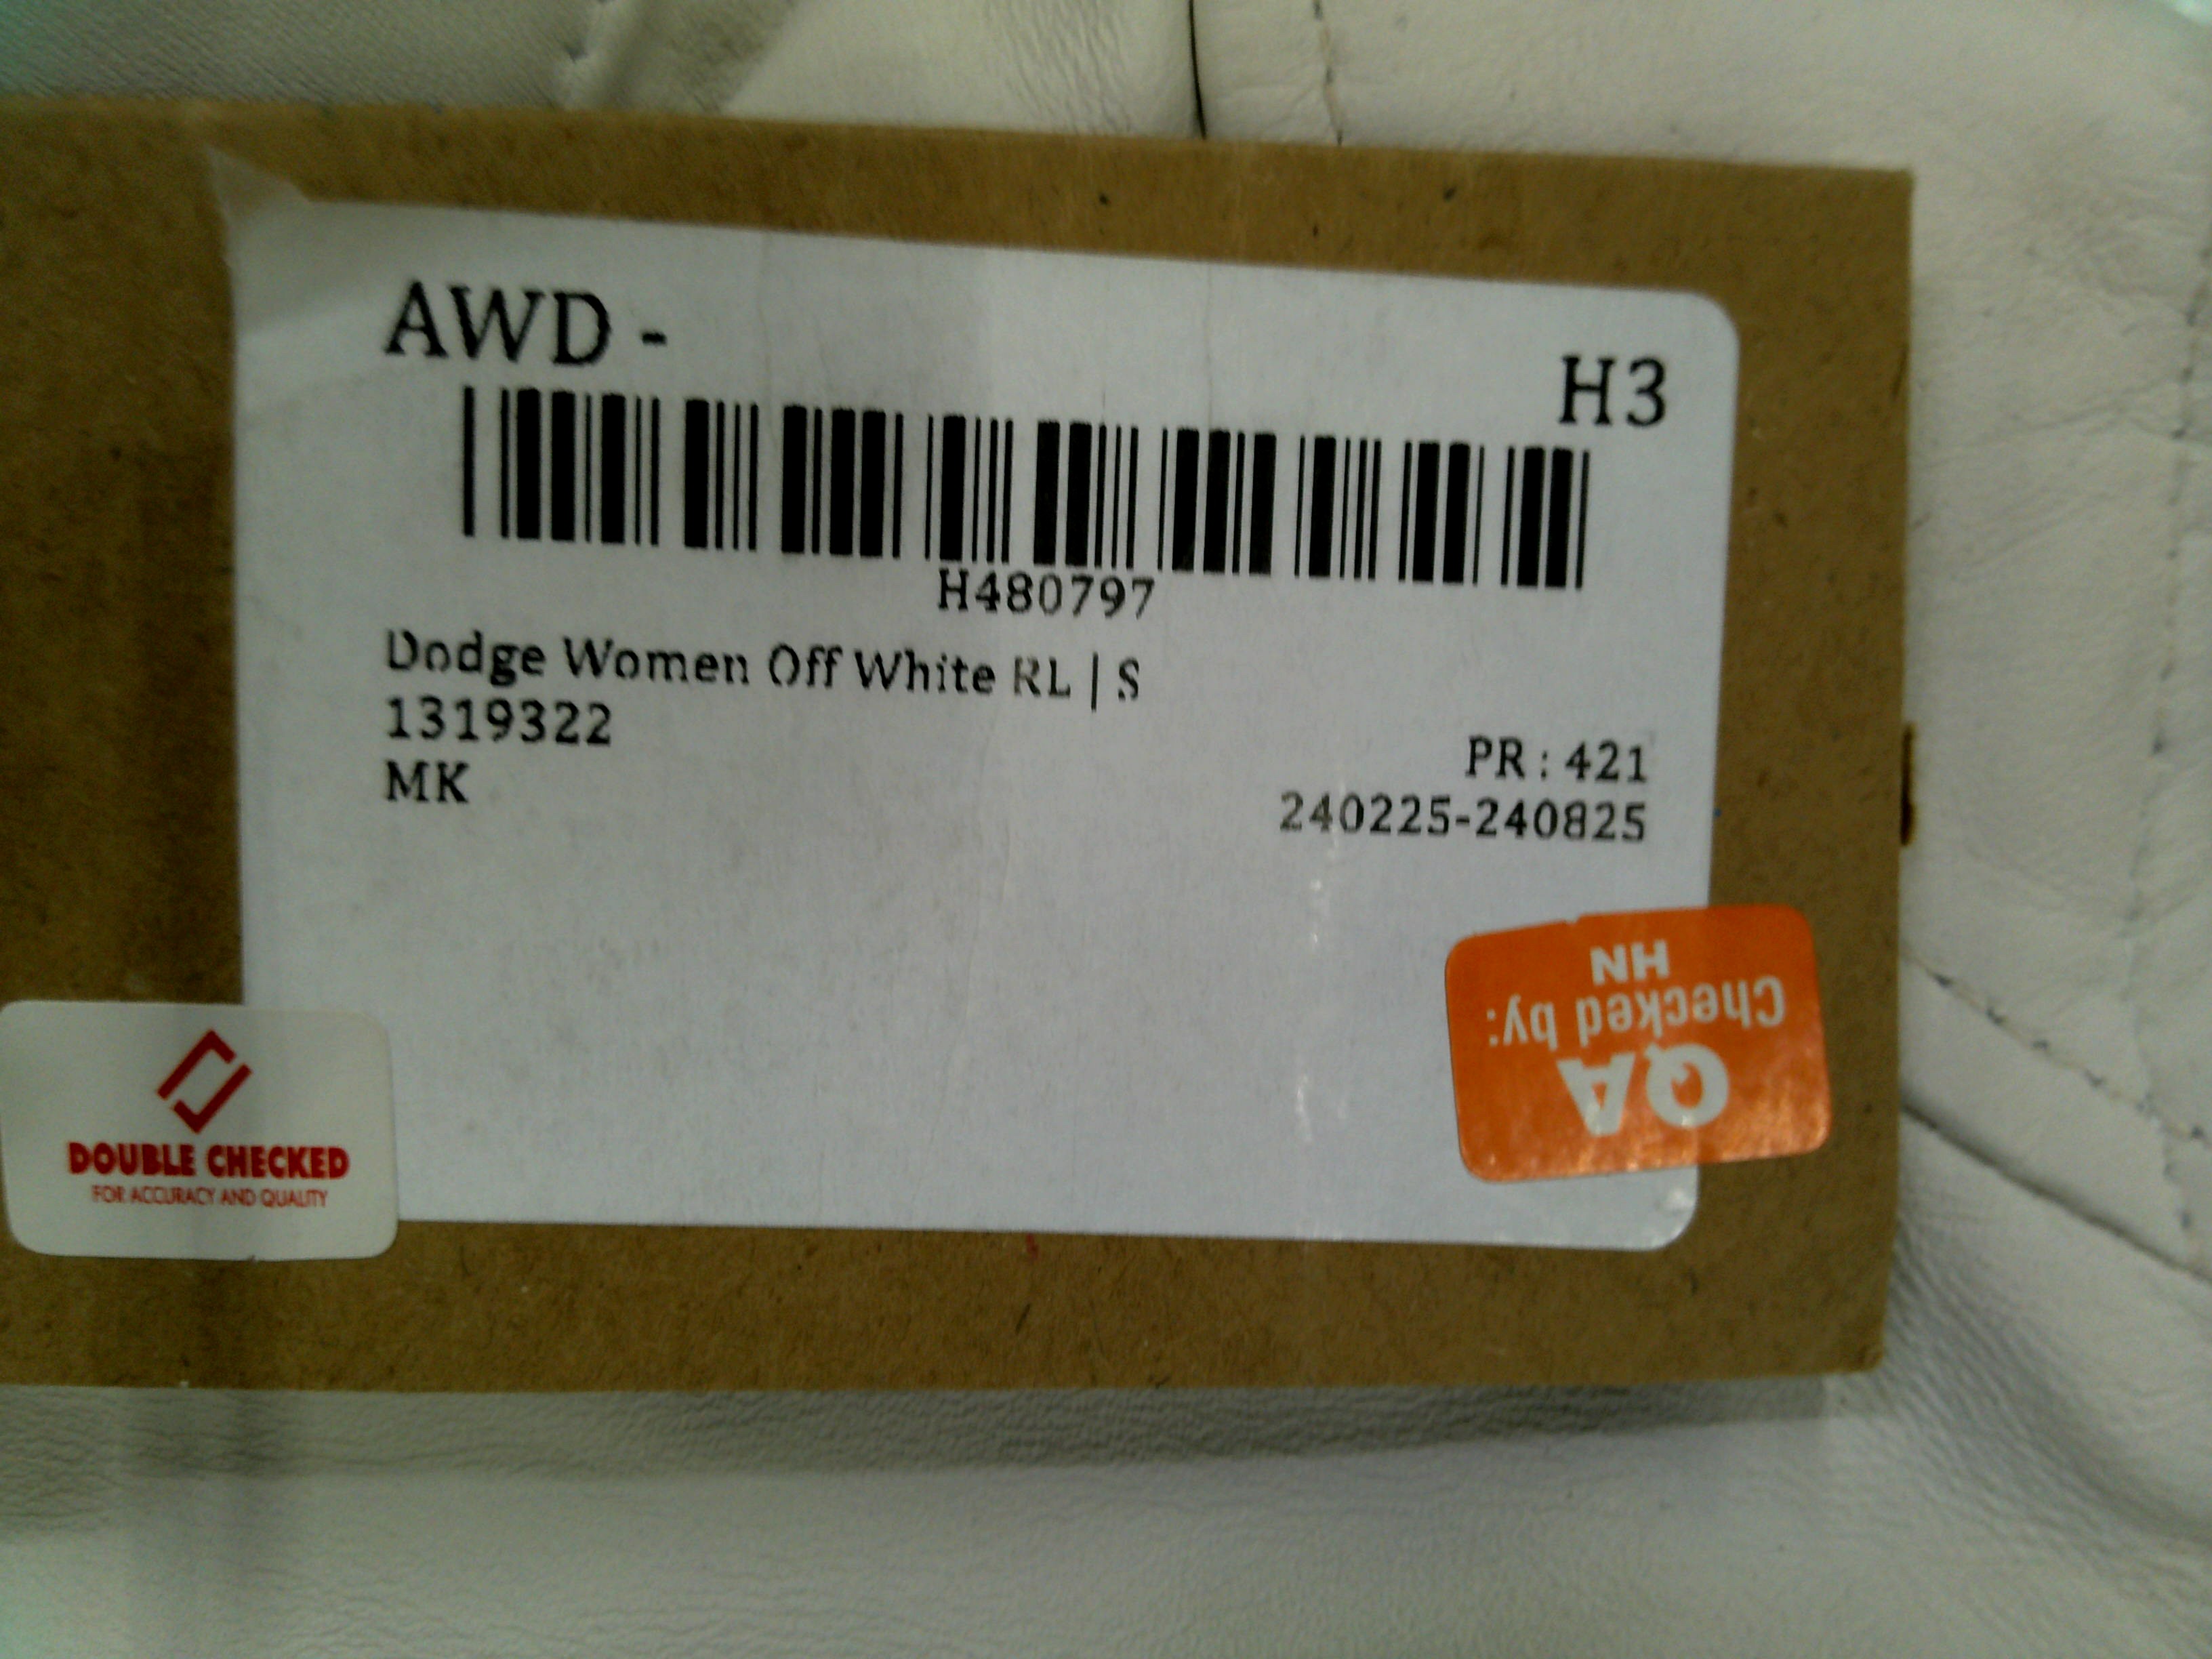 AWD -
H3
H480797
Dodge Women Off White RL | S
1319322
PR : 421
MK
240225-240825
QA
Checked by:
HN
DOUBLE CHECKED
FOR ACCURACY AND QUALITY